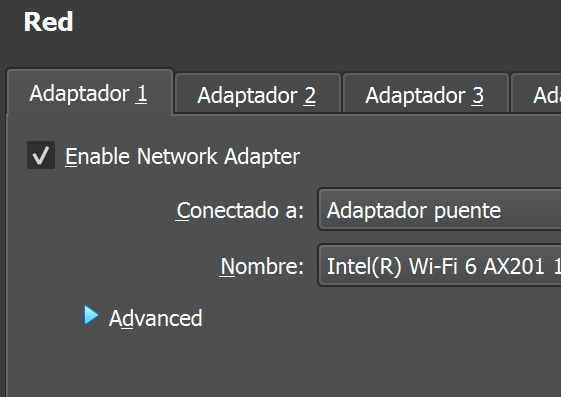 Red
Adaptador 1 Adaptador 2 Adaptador 3 Ad
Enable Network Adapter
Conectado a: Adaptador puente
Nombre: Intel(R) Wi-Fi 6 AX201 1
Advanced